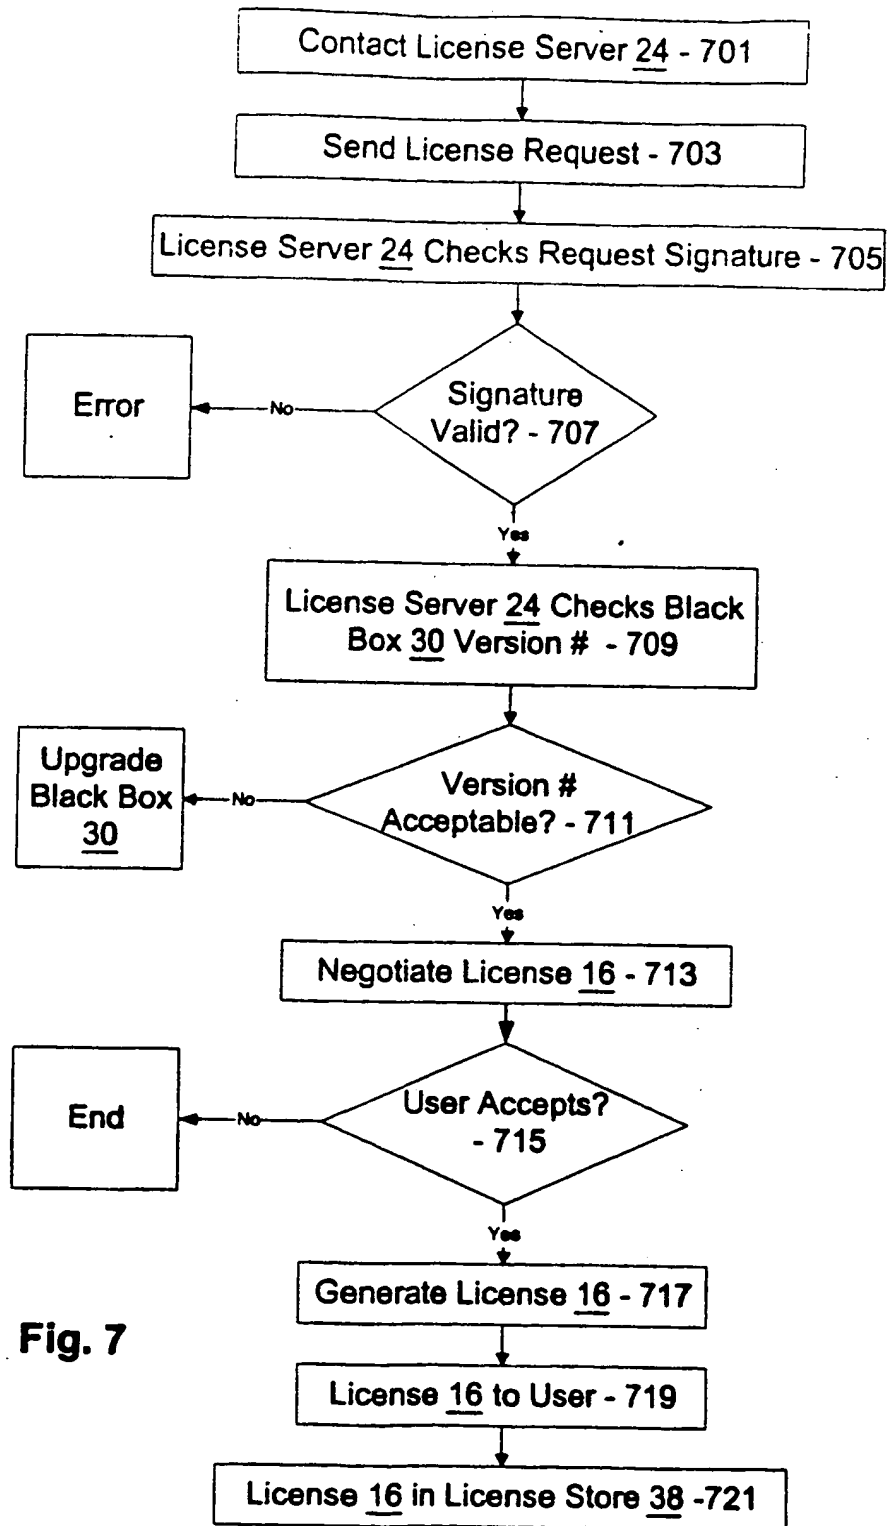 Contact License Server 24 - 701
Send License Request - 703
License Server 24 Checks Request Signature - 705
Signature
Valid? - 707
No
Error
Yes
License Server 24 Checks Black
Box 30 Version # - 709
Version #
Acceptable? - 711
No
Upgrade
Black Box
30
Yes
Negotiate License 16 - 713
User Accepts?
- 715
No
End
Yes
Generate License 16 - 717
License 16 to User - 719
License 16 in License Store 38 -721
Fig. 7